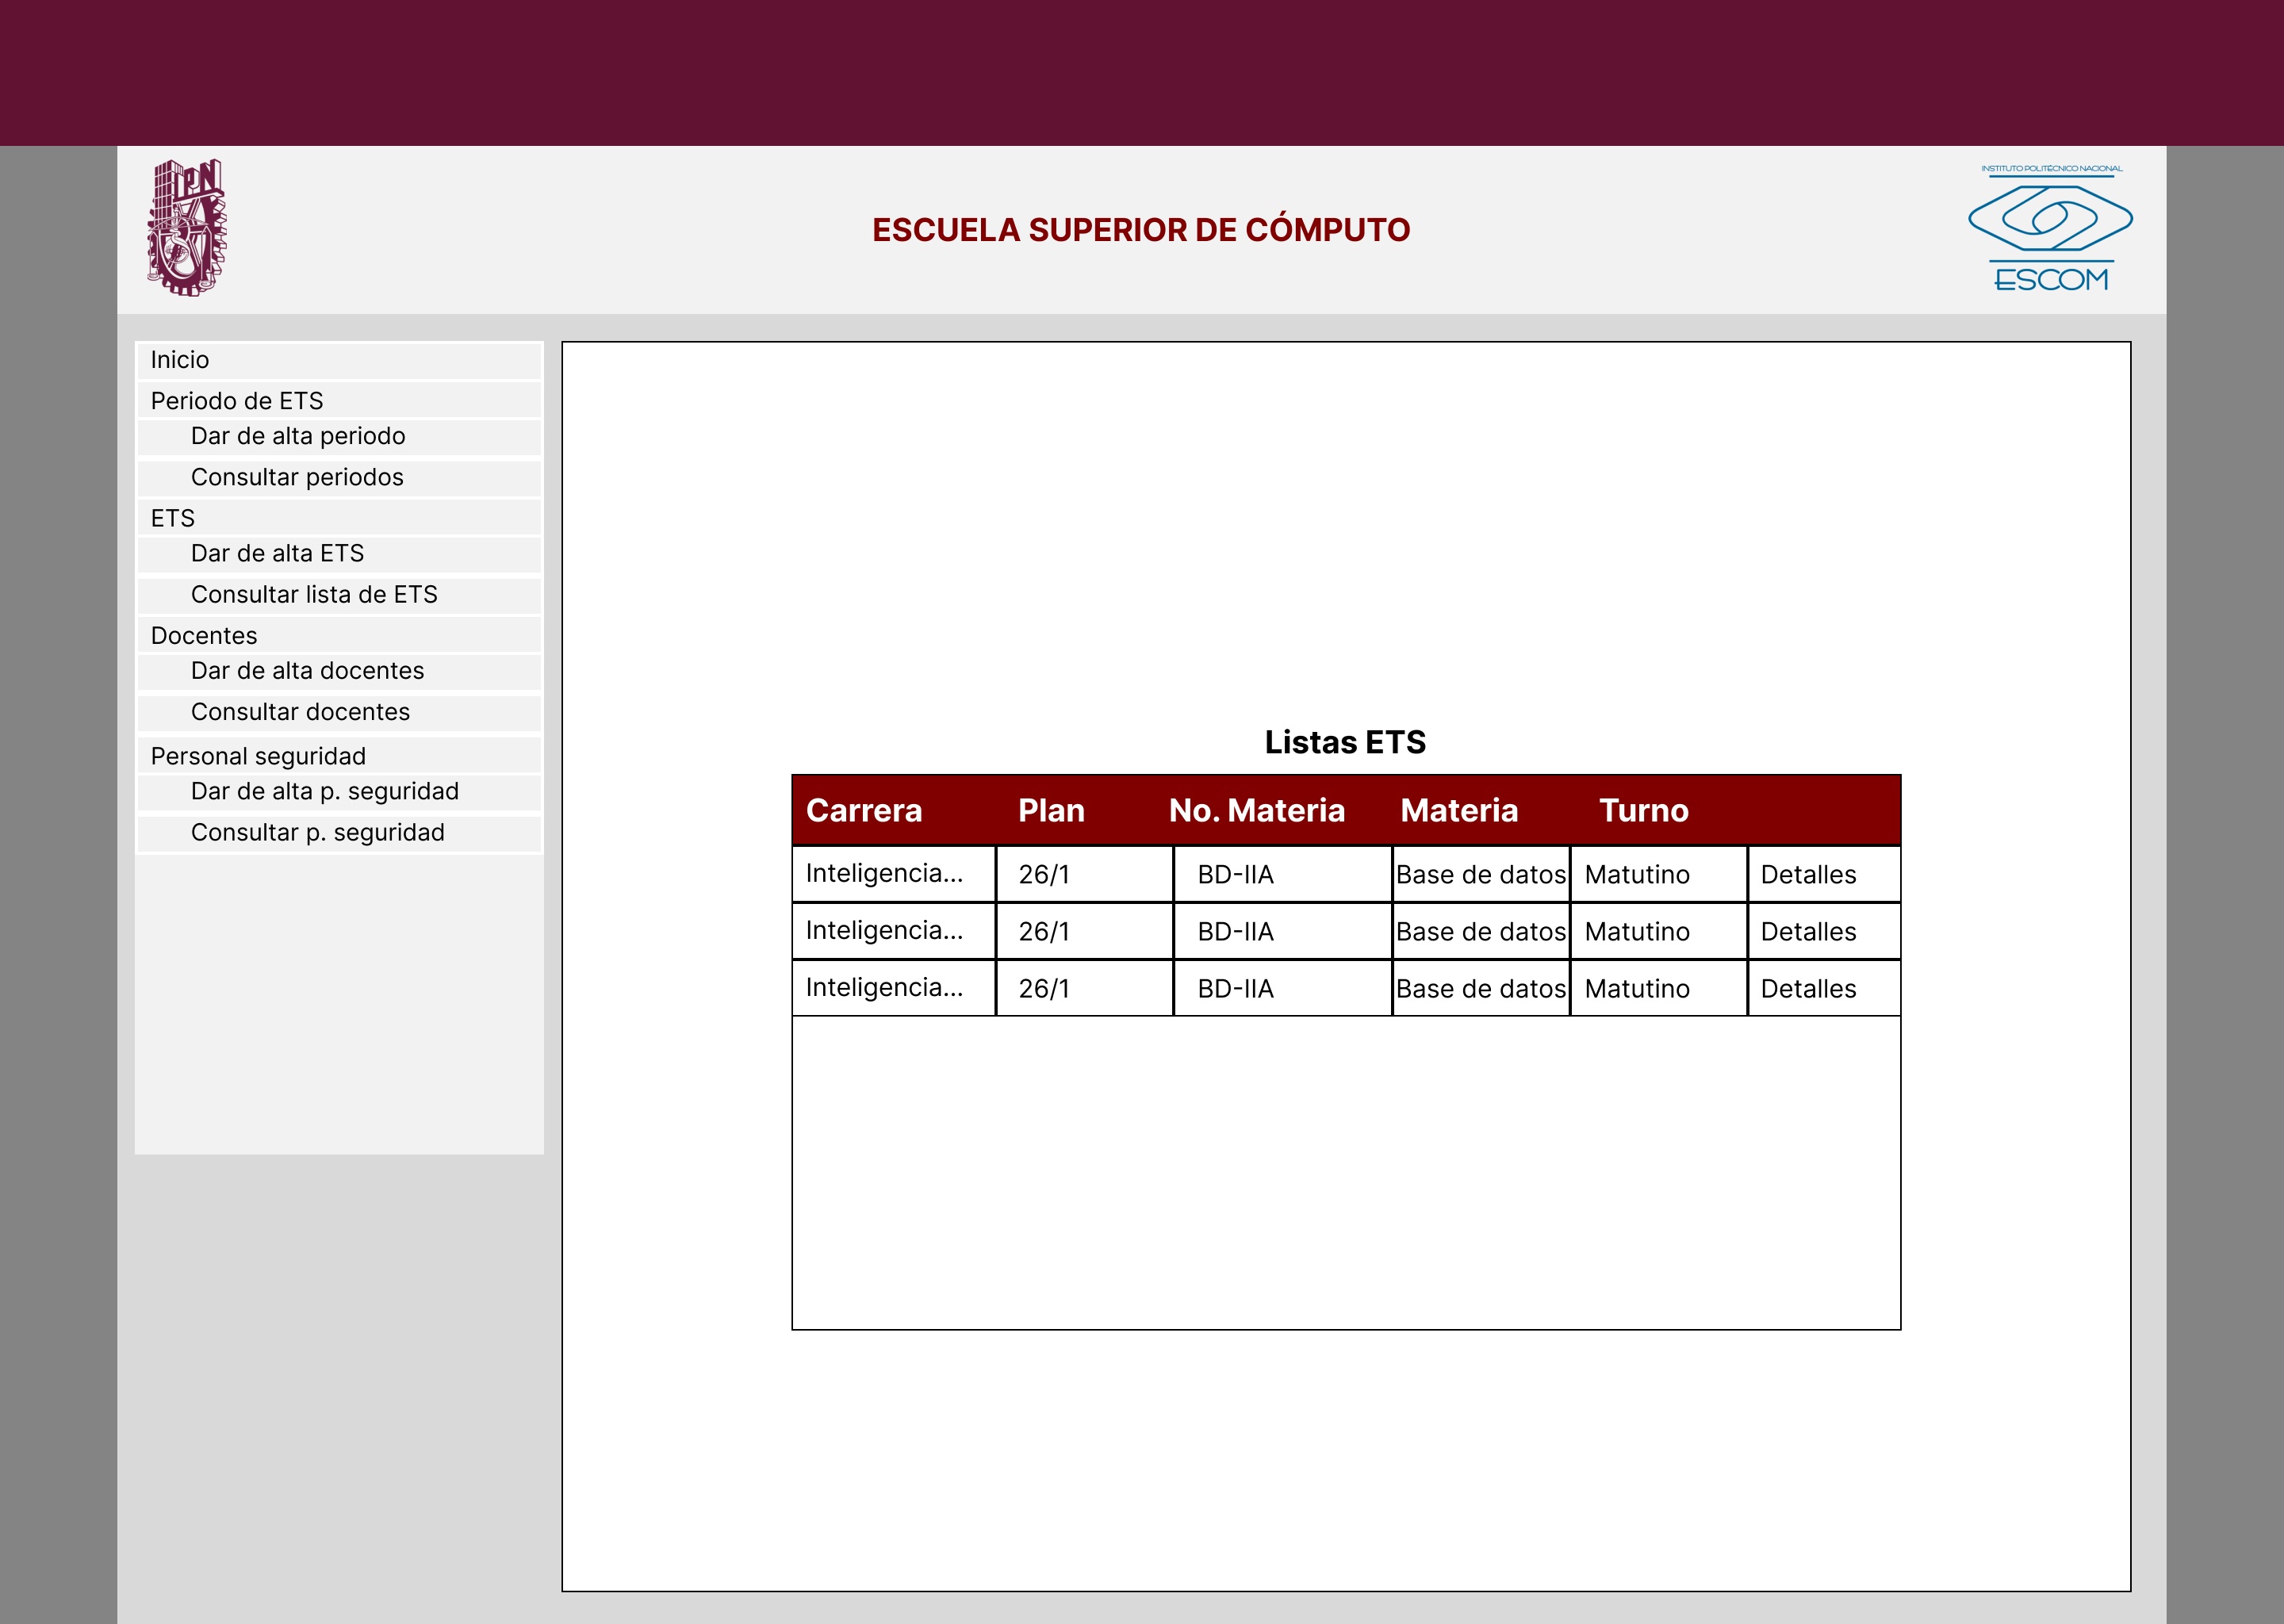 INSTITUTO POLITÉCNICO NACIONAL
IPN
ESCUELA SUPERIOR DE CÓMPUTO
ESCOM
Inicio
Periodo de ETS
Dar de alta periodo
Consultar periodos
ETS
Dar de alta ETS
Consultar lista de ETS
Docentes
Dar de alta docentes
Consultar docentes
Personal seguridad
Dar de alta p. seguridad
Consultar p. seguridad
Listas ETS
Carrera Plan No. Materia Materia Turno
Inteligencia... 26/1 BD-IIA Base de datos Matutino Detalles
Inteligencia... 26/1 BD-IIA Base de datos Matutino Detalles
Inteligencia... 26/1 BD-IIA Base de datos Matutino Detalles